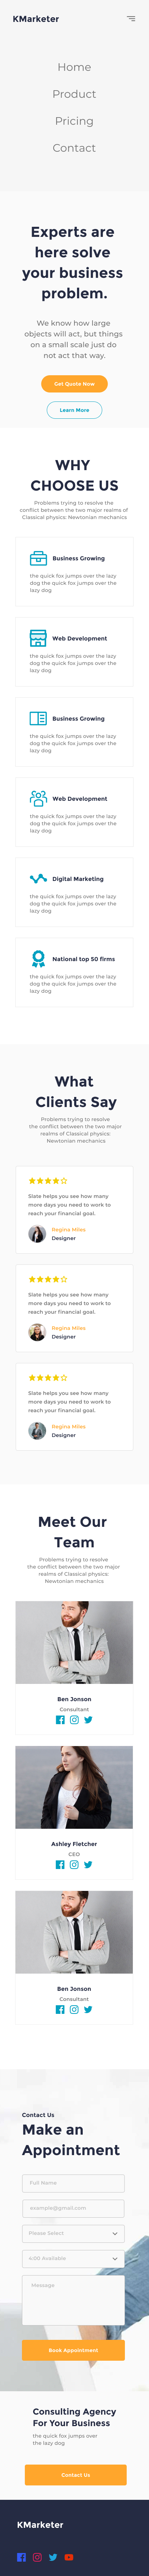 KMarketer
Home
Product
Pricing
Contact
Experts are
here solve
your business
problem.
We know how large
objects will act, but things
on a small scale just do
not act that way.
Get Quote Now
Learn More
WHY
CHOOSE US
Problems trying to resolve the
conflict between the two major realms of
Classical physics: Newtonian mechanics
Business Growing
the quick fox jumps over the lazy
dog the quick fox jumps over the
lazy dog
Web Development
the quick fox jumps over the lazy
dog the quick fox jumps over the
lazy dog
Business Growing
the quick fox jumps over the lazy
dog the quick fox jumps over the
lazy dog
Web Development
the quick fox jumps over the lazy
dog the quick fox jumps over the
lazy dog
Digital Marketing
the quick fox jumps over the lazy
dog the quick fox jumps over the
lazy dog
National top 50 firms
the quick fox jumps over the lazy
dog the quick fox jumps over the
lazy dog
What
Clients Say
Problems trying to resolve
the conflict between the two major
realms of Classical physics:
Newtonian mechanics
Slate helps you see how many
more days you need to work to
reach your financial goal.
Regina Miles
Designer
Slate helps you see how many
more days you need to work to
reach your financial goal.
Regina Miles
Designer
Slate helps you see how many
more days you need to work to
reach your financial goal.
Regina Miles
Designer
Meet Our
Team
Problems trying to resolve
the conflict between the two major
realms of Classical physics:
Newtonian mechanics
Ben Jonson
Consultant
Ashley Fletcher
CEO
Ben Jonson
Consultant
Contact Us
Make an
Appointment
Full Name
example@gmail.com
Please Select
4:00 Available
Message
Book Appointment
Consulting Agency
For Your Business
the quick fox jumps over
the lazy dog
Contact Us
KMarketer